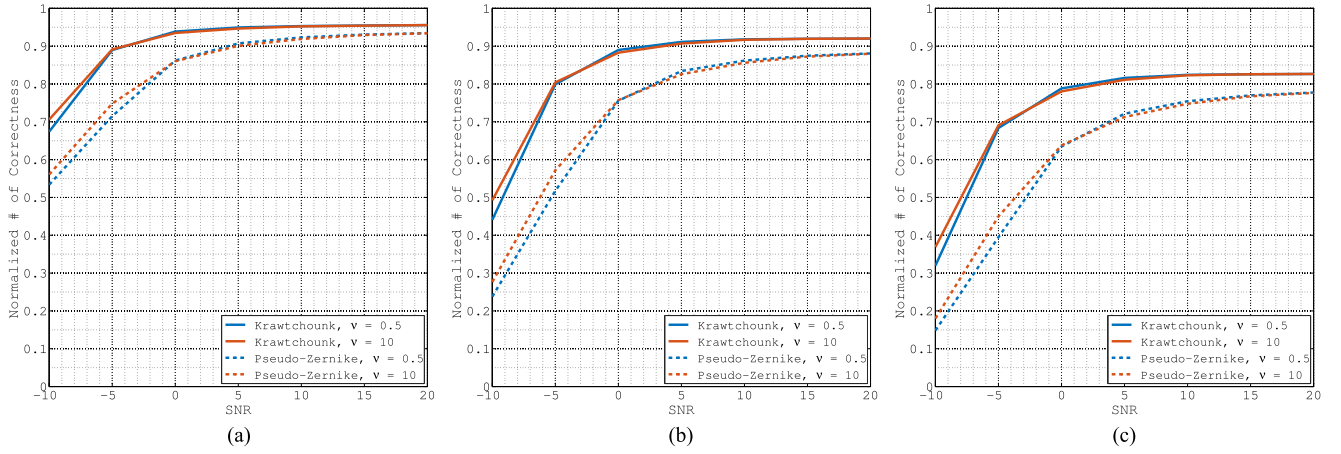 Normalized # of Correctness
1
0.9
0.8
0.7
0.6
0.5
0.4
0.3
0.2
0.1
0
-10 -5 0 5 10 15 20
SNR
Krawtchounk, ν = 0.5
Krawtchounk, ν = 10
Pseudo-Zernike, ν = 0.5
Pseudo-Zernike, ν = 10
(a)
Normalized # of Correctness
1
0.9
0.8
0.7
0.6
0.5
0.4
0.3
0.2
0.1
0
-10 -5 0 5 10 15 20
SNR
Krawtchounk, ν = 0.5
Krawtchounk, ν = 10
Pseudo-Zernike, ν = 0.5
Pseudo-Zernike, ν = 10
(b)
Normalized # of Correctness
1
0.9
0.8
0.7
0.6
0.5
0.4
0.3
0.2
0.1
0
-10 -5 0 5 10 15 20
SNR
Krawtchounk, ν = 0.5
Krawtchounk, ν = 10
Pseudo-Zernike, ν = 0.5
Pseudo-Zernike, ν = 10
(c)